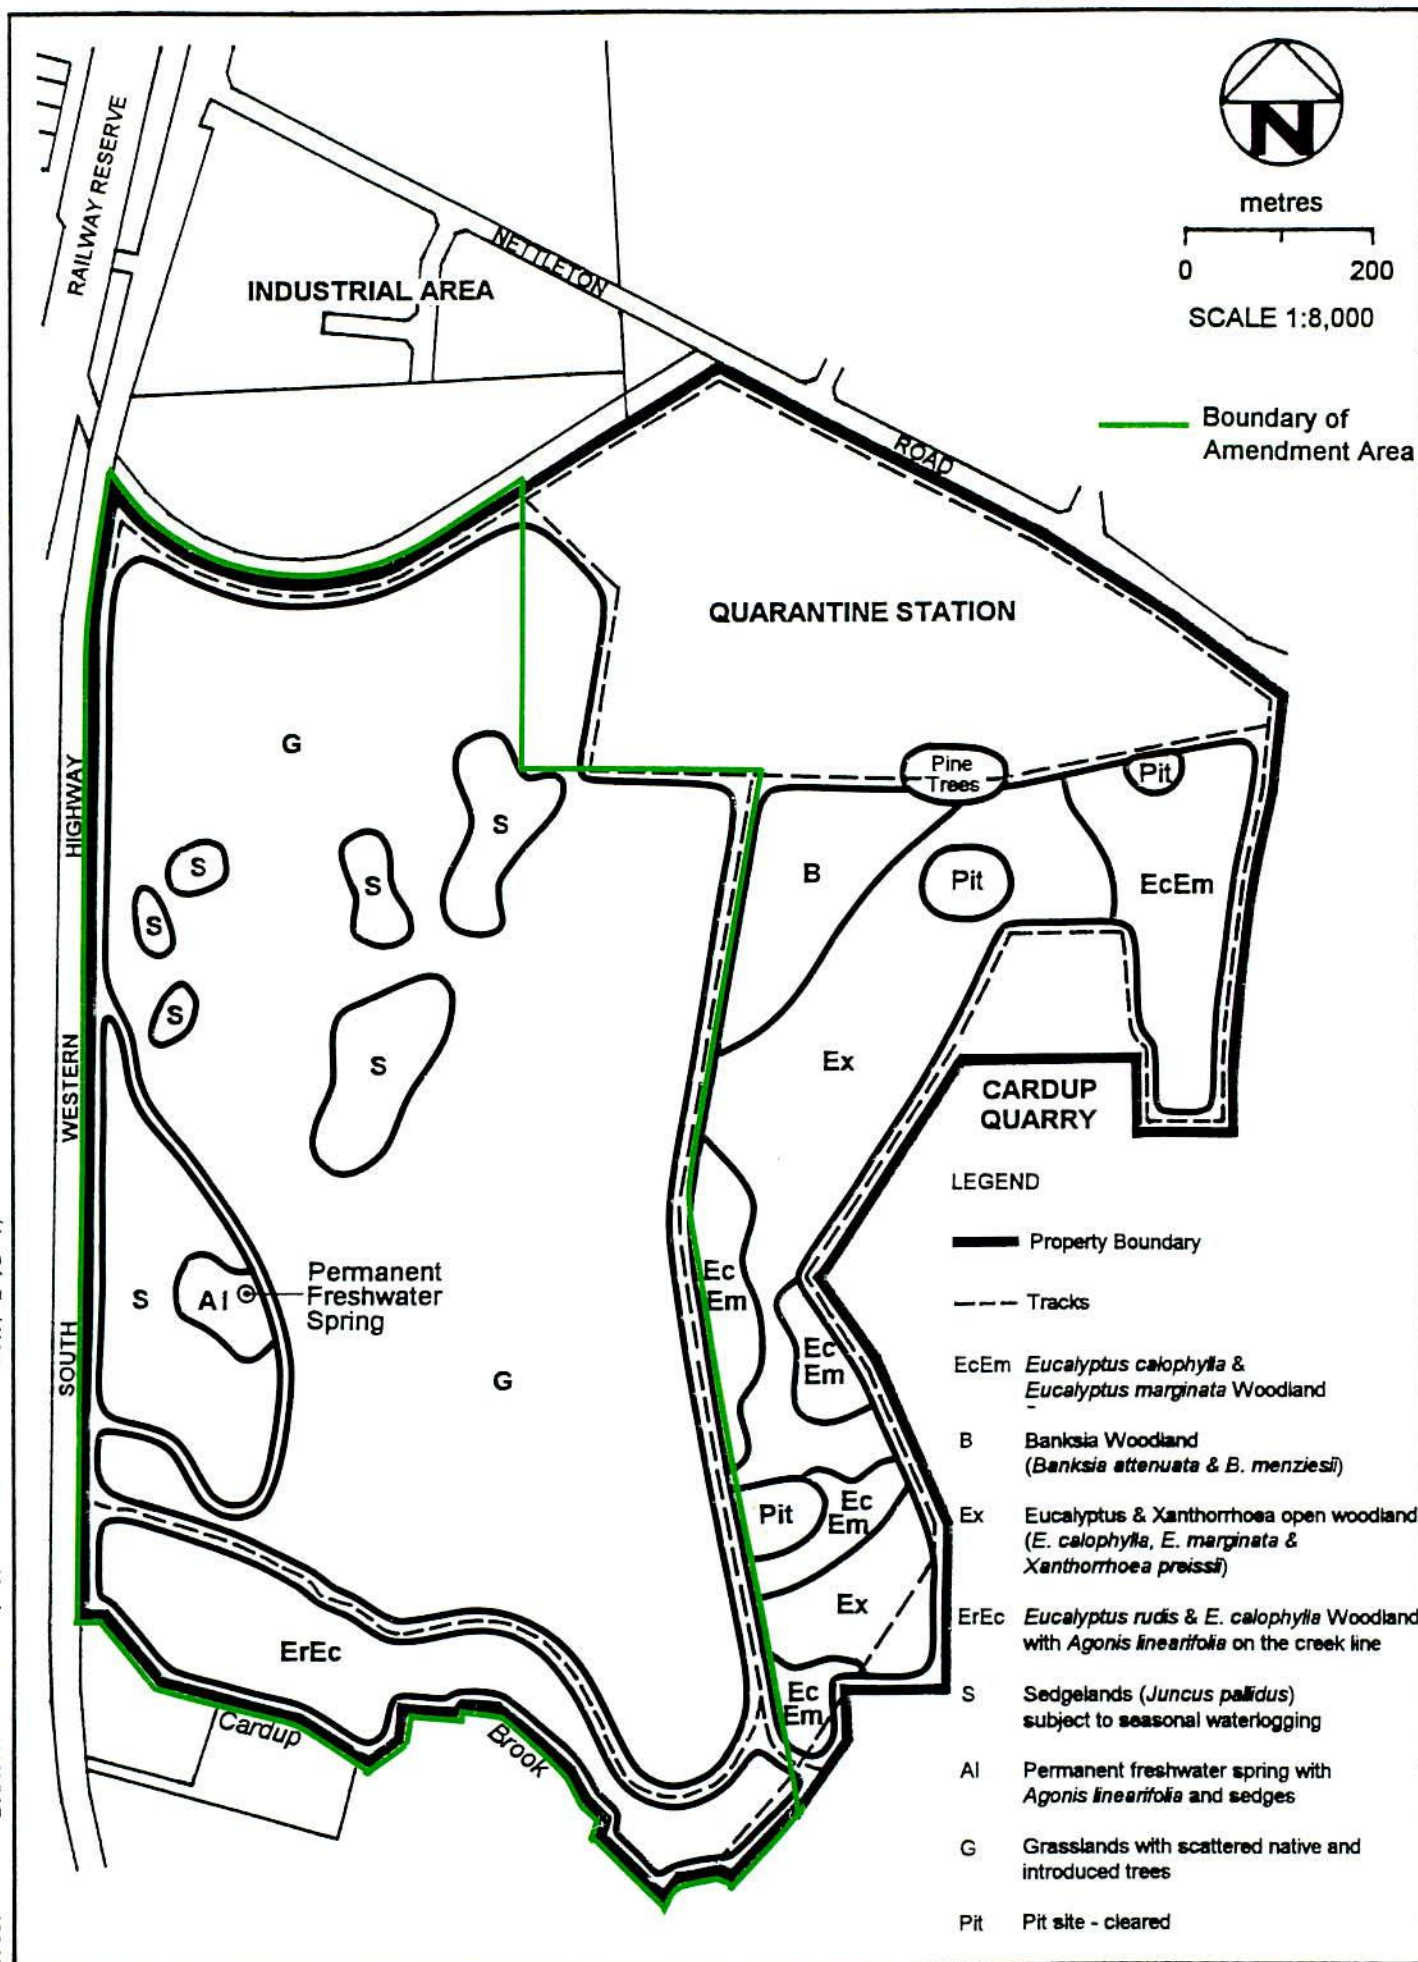 N
metres
0 200
SCALE 1:8,000
Boundary of
Amendment Area
RAILWAY RESERVE
INDUSTRIAL AREA
NETTLETON
ROAD
QUARANTINE STATION
G
HIGHWAY
Pine
Trees
Pit
S
S
S
S
B
Pit
EcEm
S
S
WESTERN
Ex
CARDUP
QUARRY
Permanent
Freshwater
Spring
S
Al
SOUTH
G
Ec
Em
Ec
Em
Pit
Ec
Em
Ex
ErEc
Ec
Em
Cardup
Brook
LEGEND
Property Boundary
Tracks
EcEm Eucalyptus calophylla &
Eucalyptus marginata Woodland
B Banksia Woodland
(Banksia attenuata & B. menziesii)
Ex Eucalyptus & Xanthorrhoea open woodland
(E. calophylla, E. marginata &
Xanthorrhoea preissii)
ErEc Eucalyptus rudis & E. calophylla Woodland
with Agonis linearifolia on the creek line
S Sedgelands (Juncus pallidus)
subject to seasonal waterlogging
Al Permanent freshwater spring with
Agonis linearifolia and sedges
G Grasslands with scattered native and
introduced trees
Pit Pit site - cleared